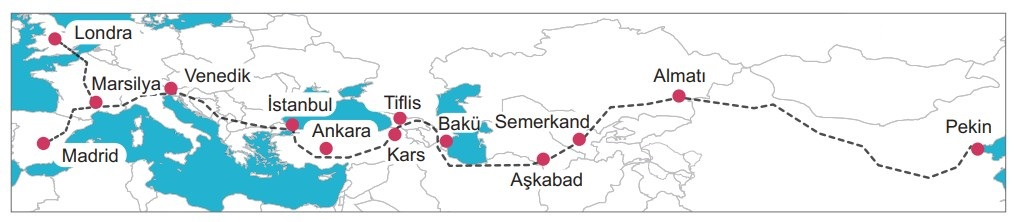 Londra
Marsilya
Venedik
Madrid
İstanbul
Ankara
Tiflis
Kars
Bakü
Aşkabad
Semerkand
Almatı
Pekin